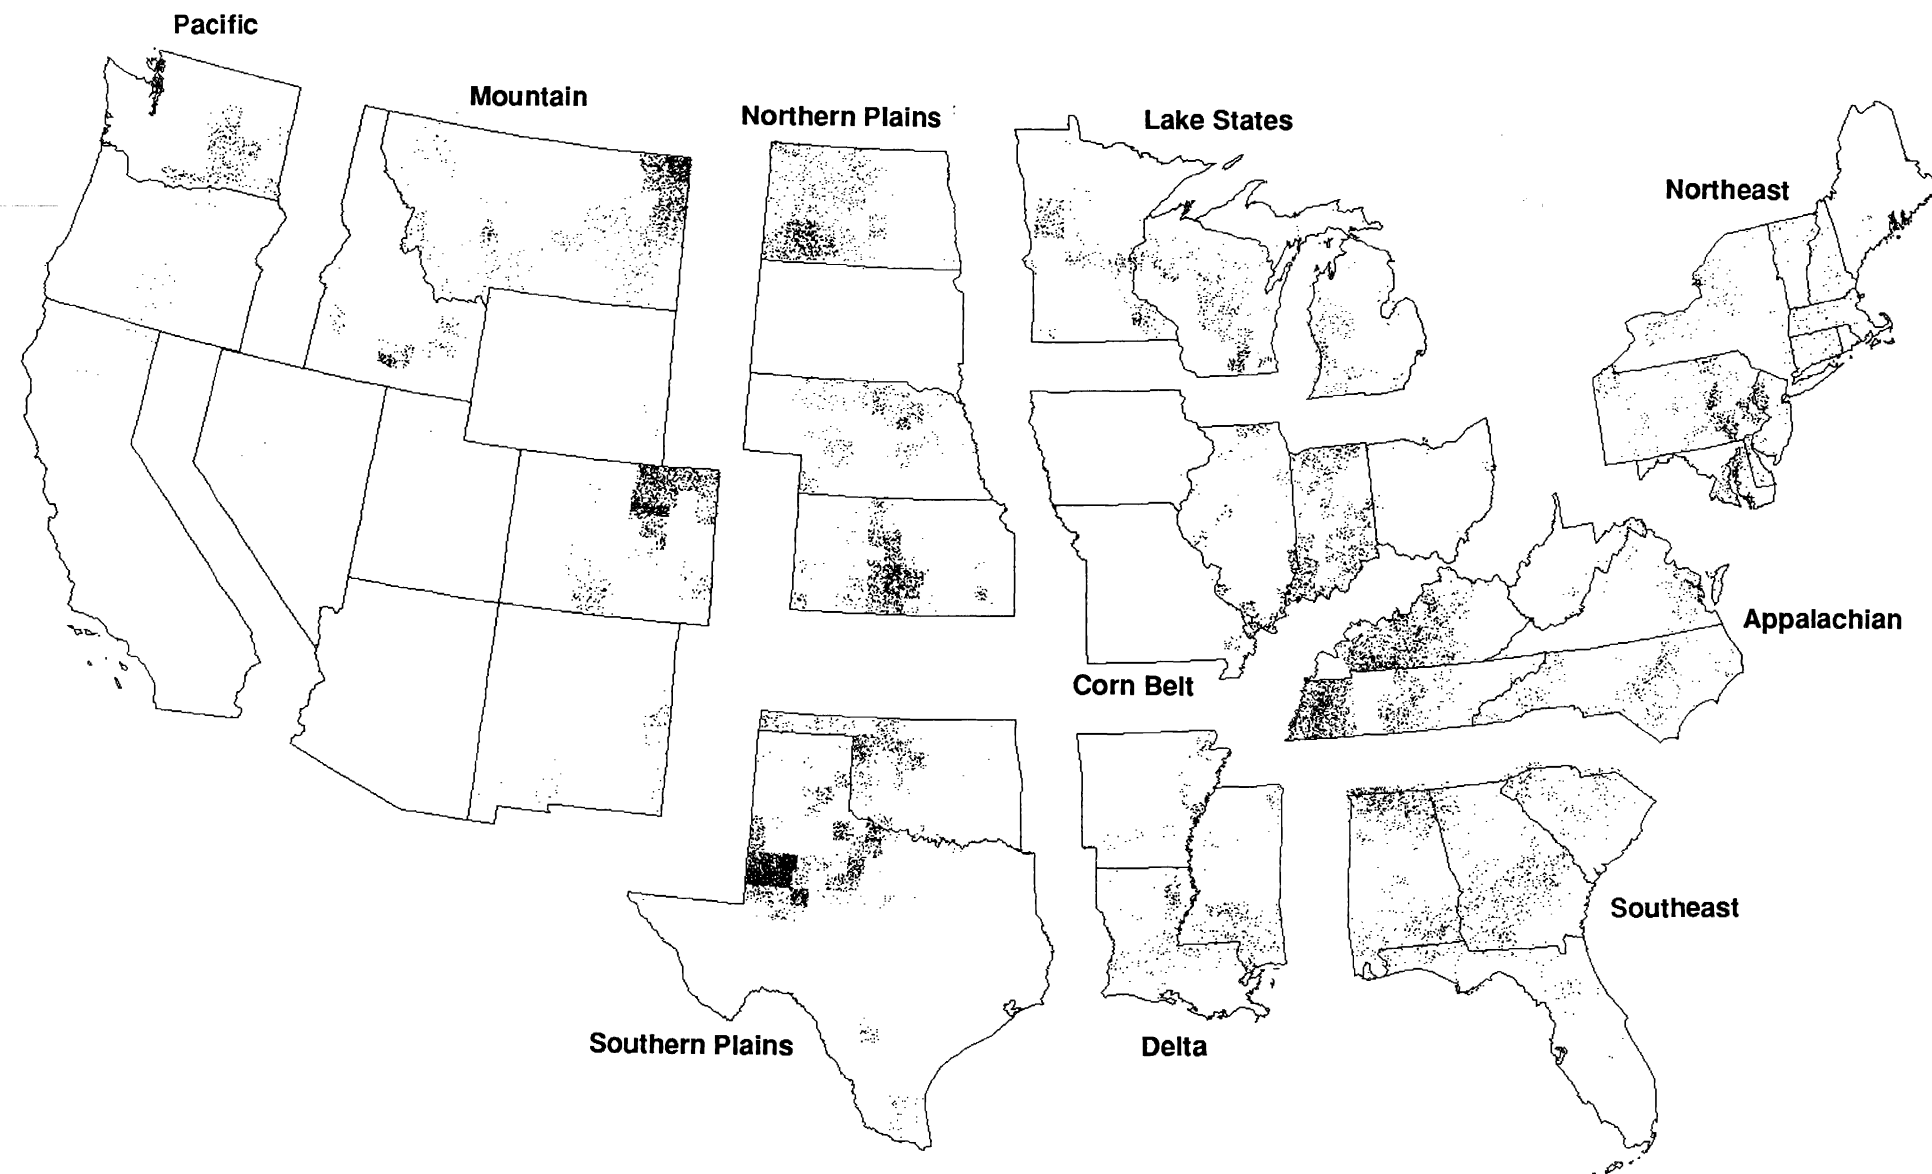 Pacific
Mountain
Northern Plains
Lake States
Northeast
Appalachian
Corn Belt
Southeast
Southern Plains
Delta